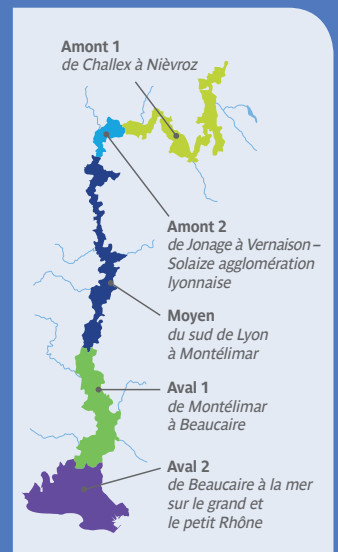 Amont 1
de Challex à Nièvroz
Amont 2
de Jonage à Vernaison –
Solaize agglomération
lyonnaise
Moyen
du sud de Lyon
à Montélimar
Aval 1
de Montélimar
à Beaucaire
Aval 2
de Beaucaire à la mer
sur le grand et
le petit Rhône